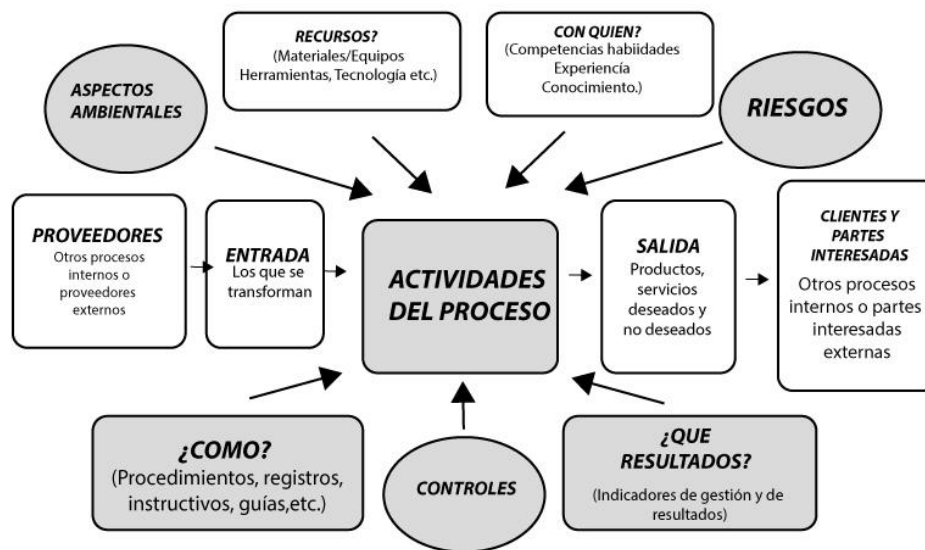 ASPECTOS
AMBIENTALES
RECURSOS?
(Materiales/Equipos
Herramientas, Tecnología etc.)
CON QUIEN?
(Competencias habiidades
Experiencía
Conocimiento.)
RIESGOS
PROVEEDORES
Otros procesos
internos o
proveedores
externos
ENTRADA
Los que se
transforman
ACTIVIDADES
DEL PROCESO
SALIDA
Productos,
servicios
deseados y
no deseados
CLIENTES Y
PARTES
INTERESADAS
Otros procesos
internos o partes
interesadas
externas
¿COMO?
(Procedimientos, registros,
instructivos, guías,etc.)
CONTROLES
¿QUE
RESULTADOS?
(Indicadores de gestión y de
resultados)